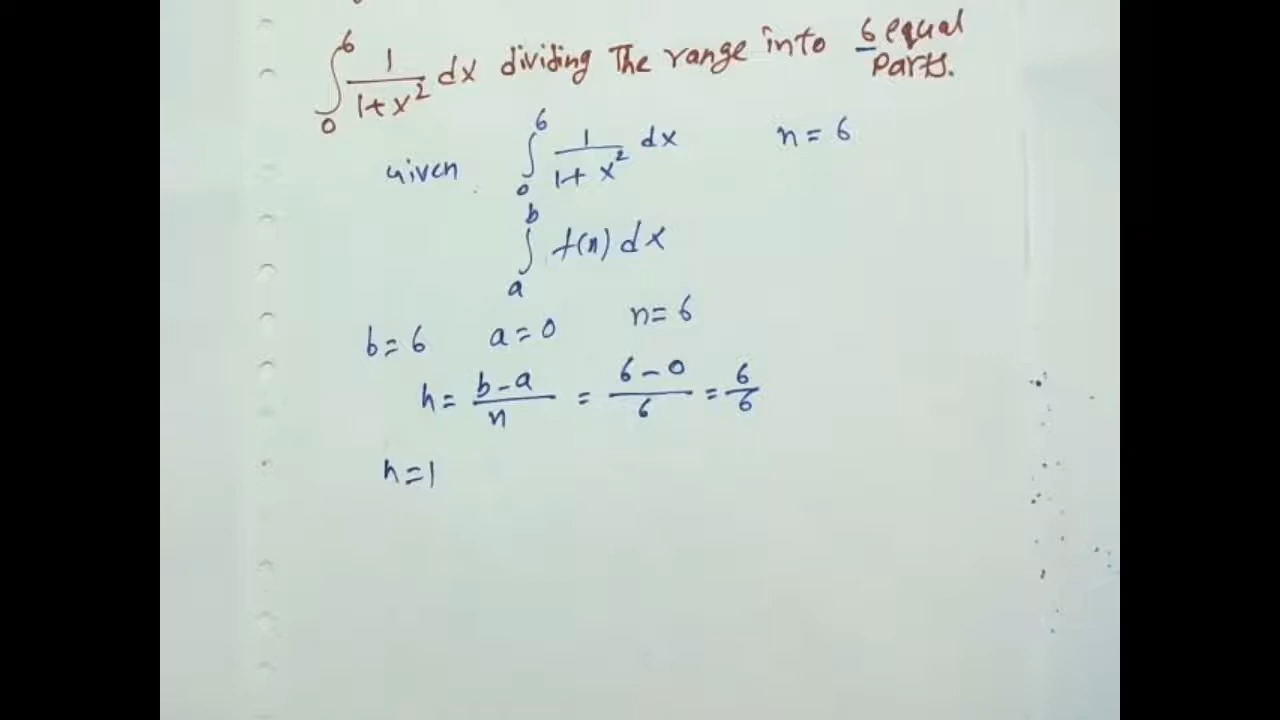 ∫₀⁶ 1/(1+x²) dx dividing The range into 6 equal
Parts.
Given ∫₀⁶ 1/(1+x²) dx n = 6
∫ₐᵇ f(n) dx
b = 6 a = 0 n = 6
h = (b-a)/n = (6-0)/6 = 6/6
h = 1